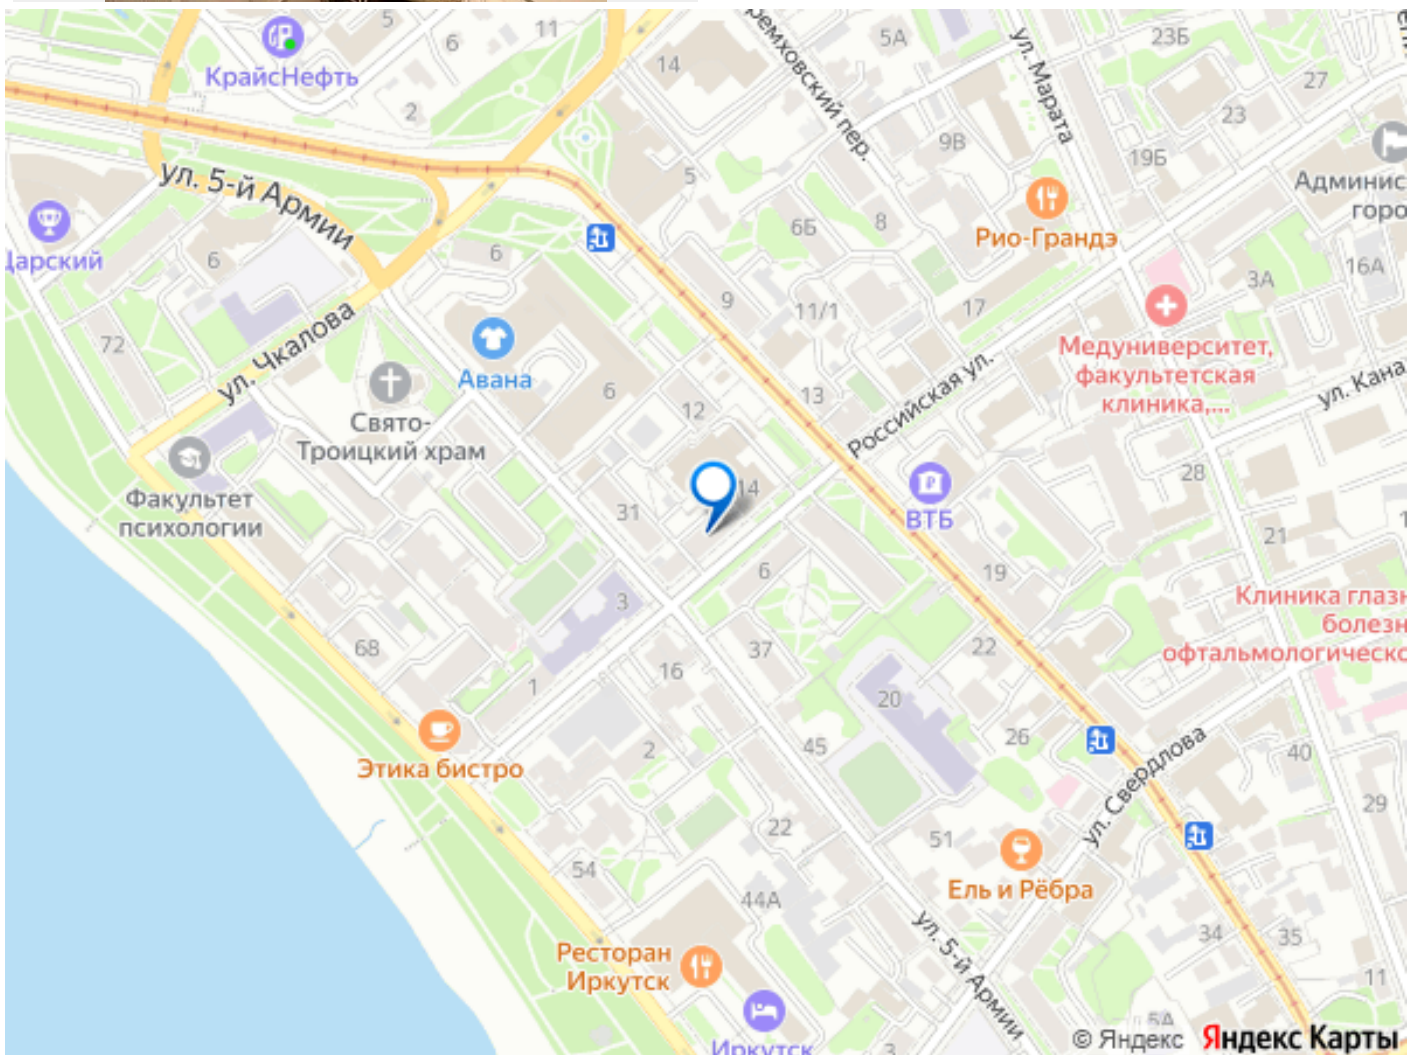 5
11
6
5А
23Б
КрайсНефть
14
ул. Марата
27
2
23
9В
19Б
ул. 5-й Армии
5
Админис
горо
Рио-Грандэ
8
6Б
Царский
6
6
16А
3А
9
11/1
17
ул. Чкалова
72
Медуниверситет,
факультетская
клиника,...
Авана
6
13
ул. Кана
12
Российская ул.
Свято-
Троицкий храм
14
28
Факультет
психологии
31
ВТБ
21
19
6
3
Клиника глазн
болезн
офтальмологическо
68
37
22
16
1
20
2
45
26
40
Этика бистро
ул. Свердлова
29
22
51
54
Ель и Рёбра
44А
34
35
ул. 5-й Армии
Ресторан
Иркутск
11
Иркутск
3
© Яндекс Яндекс Карты